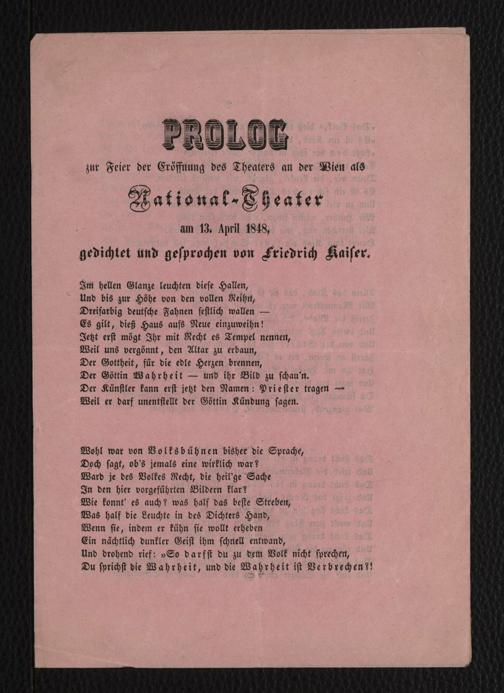 PROLOG
zur Feier der Eröffnung des Theaters an der Wien als
National-Theater
am 13. April 1848,
gedichtet und gesprochen von Friedrich Kaiser.
Im hellen Glanze leuchten diese Hallen,
Und bis zur Höhe von den vollen Reihn,
Dreifarbig deutsche Fahnen festlich wallen —
Es gilt, dieß Haus aufs Neue einzuweihn!
Jetzt erst mögt Ihr mit Recht es Tempel nennen,
Weil uns vergönnt, den Altar zu erbaun,
Der Gottheit, für die edle Herzen brennen,
Der Göttin Wahrheit — und ihr Bild zu schau'n.
Der Künstler kann erst jetzt den Namen: Priester tragen —
Weil er darf unentstellt der Göttin Kündung sagen.
Wohl war von Volksbühnen bisher die Sprache,
Doch sagt, ob's jemals eine wirklich war?
Ward je des Volkes Recht, die heil'ge Sache
In den hier vorgeführten Bildern klar?
Wie konnt' es auch? was half das beste Streben,
Was half die Leuchte in des Dichters Hand,
Wenn sie, indem er kühn sie wollt erheben
Ein nächtlich dunkler Geist ihm schnell entwand,
Und drohend rief: »So darfst du zu dem Volk nicht sprechen,
Du sprichst die Wahrheit, und die Wahrheit ist Verbrechen?!